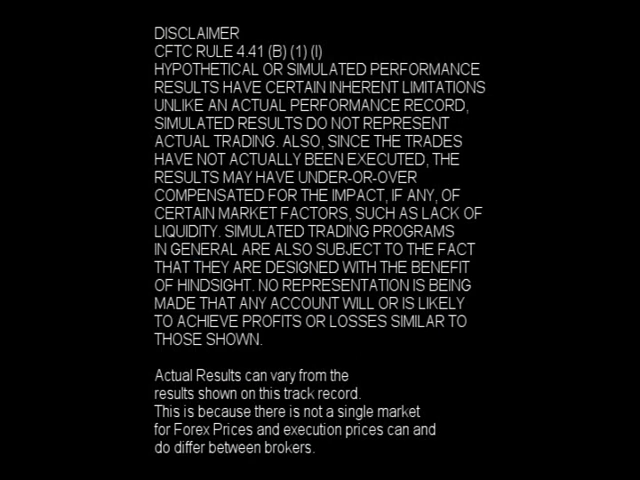 DISCLAIMER
CFTC RULE 4.41 (B) (1) (I)
HYPOTHETICAL OR SIMULATED PERFORMANCE
RESULTS HAVE CERTAIN INHERENT LIMITATIONS
UNLIKE AN ACTUAL PERFORMANCE RECORD,
SIMULATED RESULTS DO NOT REPRESENT
ACTUAL TRADING. ALSO, SINCE THE TRADES
HAVE NOT ACTUALLY BEEN EXECUTED, THE
RESULTS MAY HAVE UNDER-OR-OVER
COMPENSATED FOR THE IMPACT, IF ANY, OF
CERTAIN MARKET FACTORS, SUCH AS LACK OF
LIQUIDITY. SIMULATED TRADING PROGRAMS
IN GENERAL ARE ALSO SUBJECT TO THE FACT
THAT THEY ARE DESIGNED WITH THE BENEFIT
OF HINDSIGHT. NO REPRESENTATION IS BEING
MADE THAT ANY ACCOUNT WILL OR IS LIKELY
TO ACHIEVE PROFITS OR LOSSES SIMILAR TO
THOSE SHOWN.
Actual Results can vary from the
results shown on this track record.
This is because there is not a single market
for Forex Prices and execution prices can and
do differ between brokers.